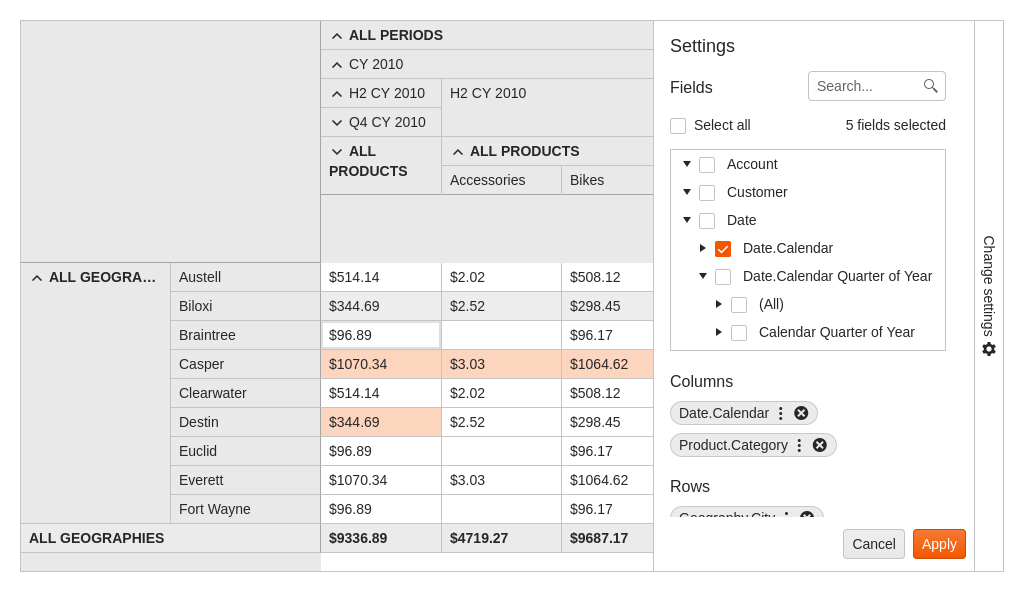 ALL PERIODS
CY 2010
H2 CY 2010 H2 CY 2010
Q4 CY 2010
ALL PRODUCTS ALL PRODUCTS
Accessories Bikes
ALL GEOGRA... Austell $514.14 $2.02 $508.12
Biloxi $344.69 $2.52 $298.45
Braintree $96.89 $96.17
Casper $1070.34 $3.03 $1064.62
Clearwater $514.14 $2.02 $508.12
Destin $344.69 $2.52 $298.45
Euclid $96.89 $96.17
Everett $1070.34 $3.03 $1064.62
Fort Wayne $96.89 $96.17
ALL GEOGRAPHIES $9336.89 $4719.27 $9687.17
Settings
Fields Search...
Select all 5 fields selected
Account
Customer
Date
Date.Calendar
Date.Calendar Quarter of Year
(All)
Calendar Quarter of Year
Columns
Date.Calendar
Product.Category
Rows
Geography.City
Cancel Apply
Change settings